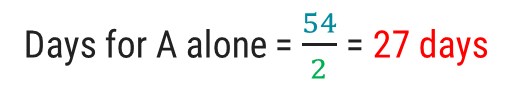 Days for A alone = 54/2 = 27 days